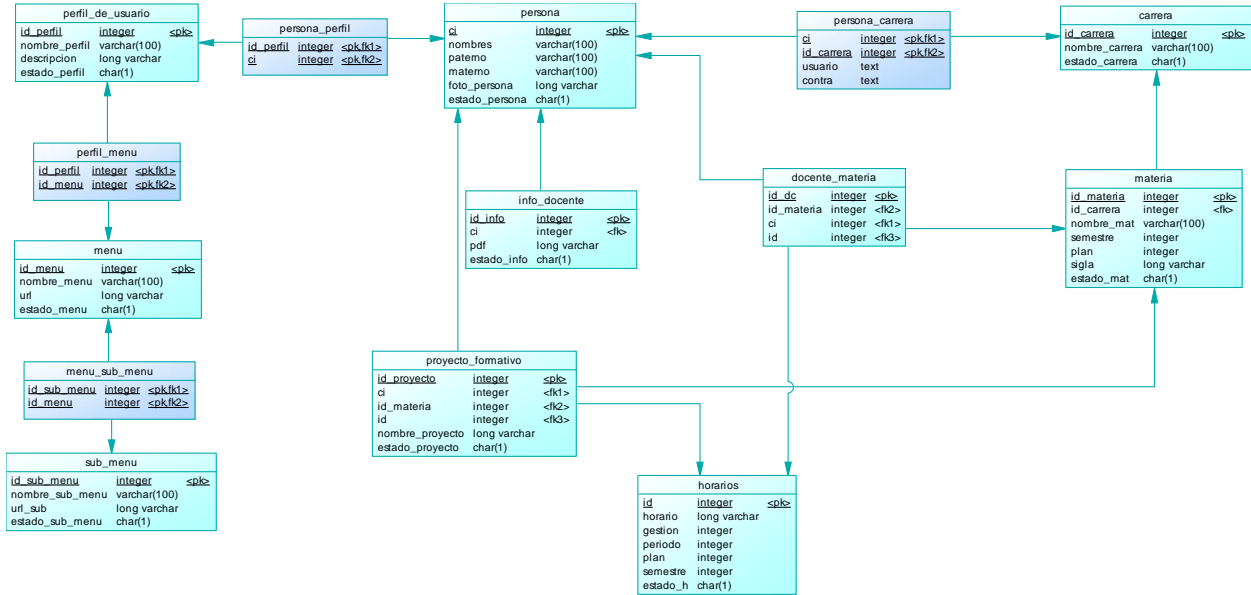 perfil_de_usuario
id_perfil integer <pk>
nombre_perfil varchar(100)
descripcion long varchar
estado_perfil char(1)
persona_perfil
id_perfil integer <pk,fk1>
ci integer <pk,fk2>
persona
ci integer <pk>
nombres varchar(100)
paterno varchar(100)
materno varchar(100)
foto_persona long varchar
estado_persona char(1)
persona_carrera
ci integer <pk,fk1>
id_carrera integer <pk,fk2>
usuario text
contra text
carrera
id_carrera integer <pk>
nombre_carrera varchar(100)
estado_carrera char(1)
perfil_menu
id_perfil integer <pk,fk1>
id_menu integer <pk,fk2>
info_docente
id_info integer <pk>
ci integer <fk>
pdf long varchar
estado_info char(1)
docente_materia
id_dc integer <pk>
id_materia integer <fk2>
ci integer <fk1>
id integer <fk3>
materia
id_materia integer <pk>
id_carrera integer <fk>
nombre_mat varchar(100)
semestre integer
plan integer
sigla long varchar
estado_mat char(1)
menu
id_menu integer <pk>
nombre_menu varchar(100)
url long varchar
estado_menu char(1)
menu_sub_menu
id_sub_menu integer <pk,fk1>
id_menu integer <pk,fk2>
proyecto_formativo
id_proyecto integer <pk>
ci integer <fk1>
id_materia integer <fk2>
id integer <fk3>
nombre_proyecto long varchar
estado_proyecto char(1)
sub_menu
id_sub_menu integer <pk>
nombre_sub_menu varchar(100)
url_sub long varchar
estado_sub_menu char(1)
horarios
id integer <pk>
horario long varchar
gestion integer
periodo integer
plan integer
semestre integer
estado_h char(1)